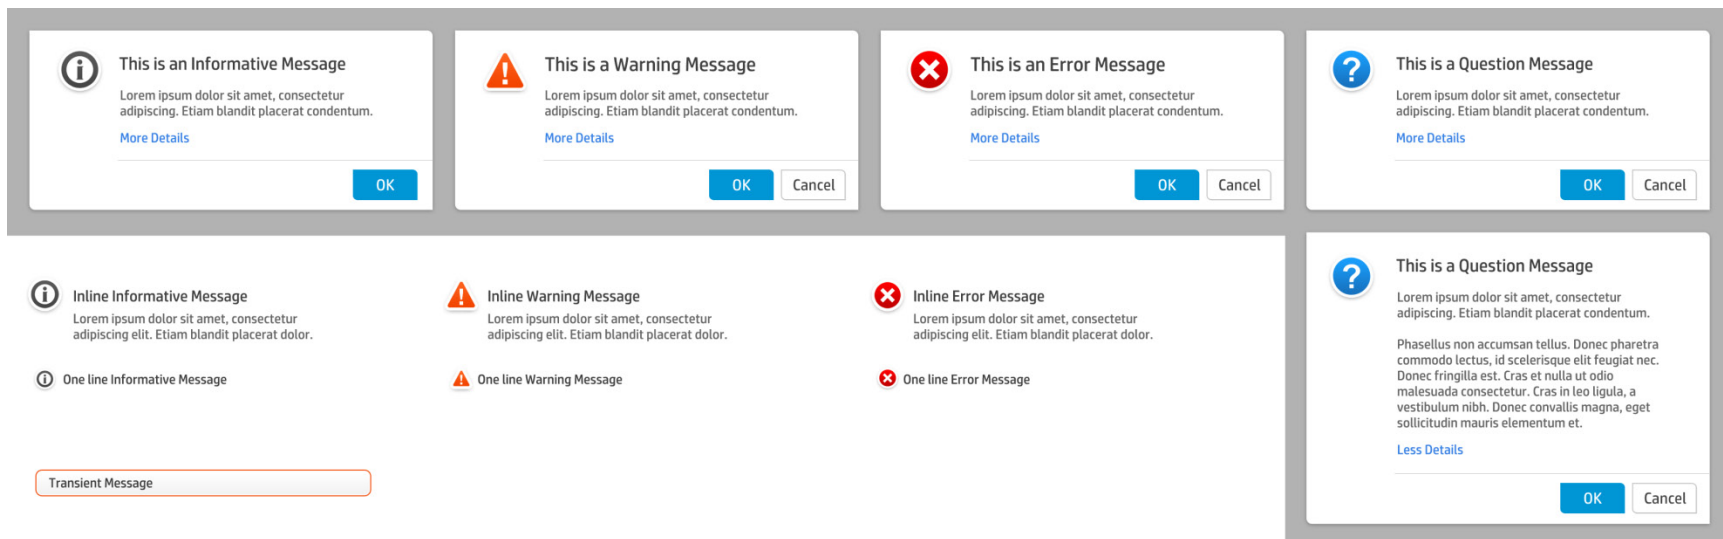 This is an Informative Message
Lorem ipsum dolor sit amet, consectetur
adipiscing. Etiam blandit placerat condentum.
More Details
OK
This is a Warning Message
Lorem ipsum dolor sit amet, consectetur
adipiscing. Etiam blandit placerat condentum.
More Details
OK
Cancel
This is an Error Message
Lorem ipsum dolor sit amet, consectetur
adipiscing. Etiam blandit placerat condentum.
More Details
OK
Cancel
This is a Question Message
Lorem ipsum dolor sit amet, consectetur
adipiscing. Etiam blandit placerat condentum.
More Details
OK
Cancel
Inline Informative Message
Lorem ipsum dolor sit amet, consectetur
adipiscing elit. Etiam blandit placerat dolor.
One line Informative Message
Inline Warning Message
Lorem ipsum dolor sit amet, consectetur
adipiscing elit. Etiam blandit placerat dolor.
One line Warning Message
Inline Error Message
Lorem ipsum dolor sit amet, consectetur
adipiscing elit. Etiam blandit placerat dolor.
One line Error Message
Transient Message
This is a Question Message
Lorem ipsum dolor sit amet, consectetur
adipiscing. Etiam blandit placerat condentum.
Phasellus non accumsan tellus. Donec pharetra
commodo lectus, id scelerisque elit feugiat nec.
Donec fringilla est. Cras et nulla ut odio
malesuada consectetur. Cras in leo ligula, a
vestibulum nibh. Donec convallis magna, eget
sollicitudin mauris elementum et.
Less Details
OK
Cancel